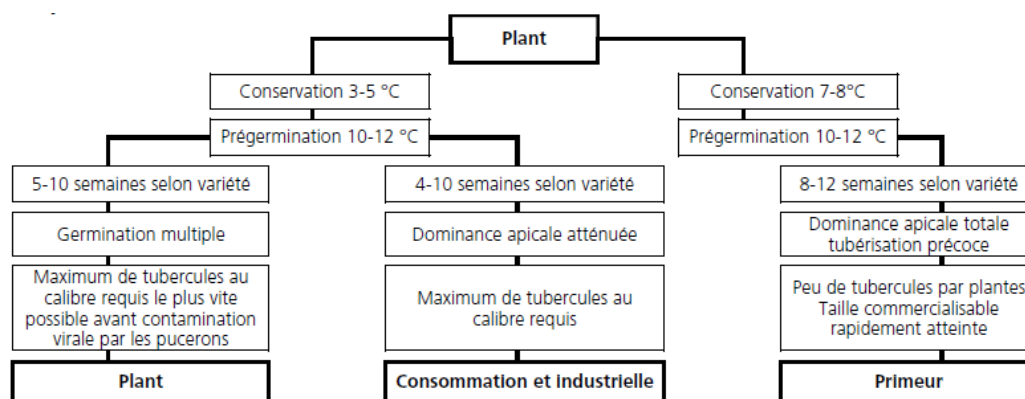 Plant
Conservation 3-5 °C
Conservation 7-8°C
Prégermination 10-12 °C
Prégermination 10-12 °C
5-10 semaines selon variété
4-10 semaines selon variété
8-12 semaines selon variété
Germination multiple
Dominance apicale atténuée
Dominance apicale totale
tubérisation précoce
Maximum de tubercules au
calibre requis le plus vite
possible avant contamination
virale par les pucerons
Maximum de tubercules au
calibre requis
Peu de tubercules par plantes
Taille commercialisable
rapidement atteinte
Plant
Consommation et industrielle
Primeur